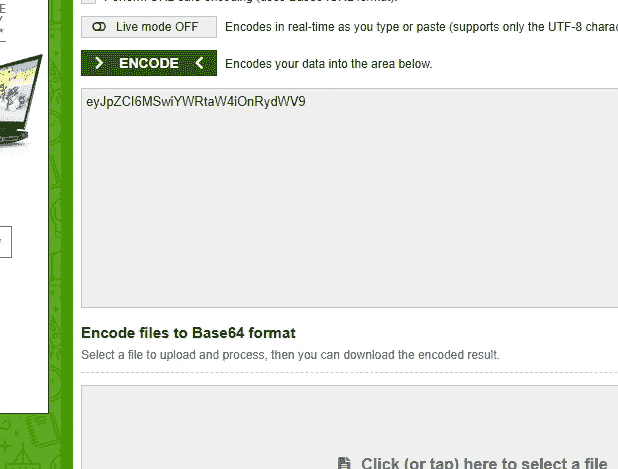 Live mode OFF Encodes in real-time as you type or paste (supports only the UTF-8
ENCODE Encodes your data into the area below.
eyJpZCI6MSwiYWRtaW4iOnRydWV9
Encode files to Base64 format
Select a file to upload and process, then you can download the encoded result.
Click (or tap) here to select a file